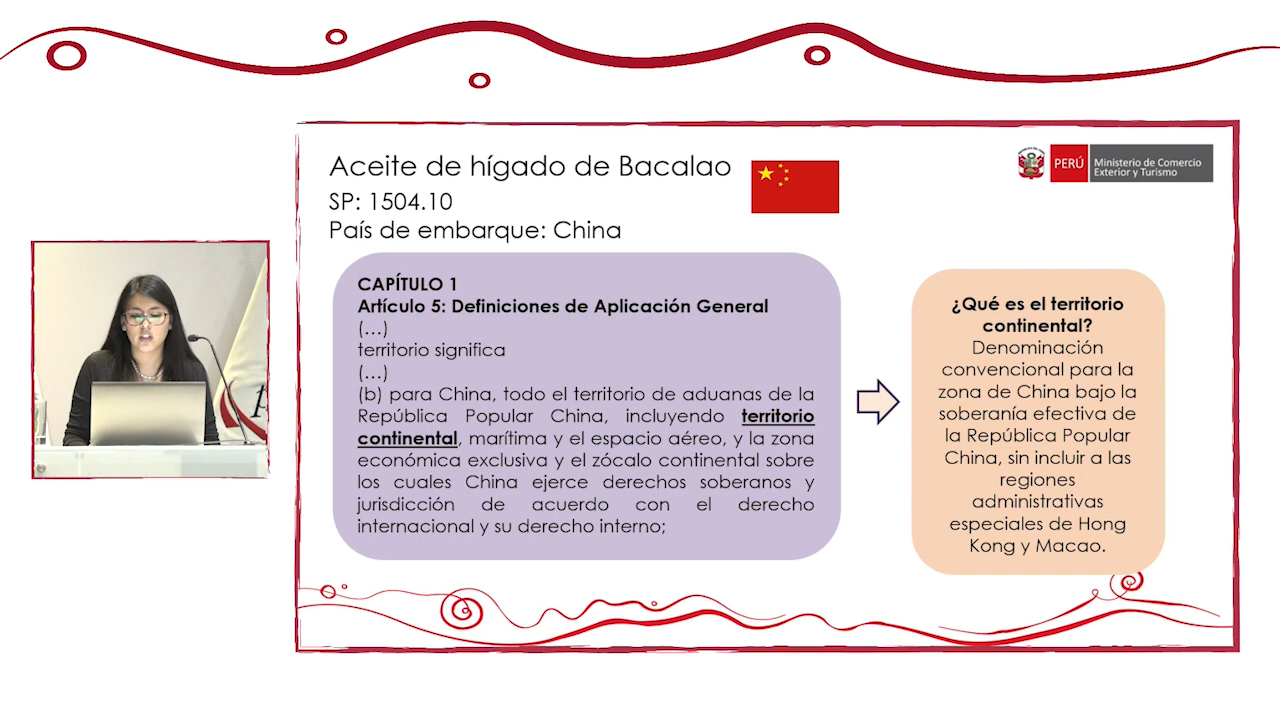 Aceite de hígado de Bacalao
SP: 1504.10
País de embarque: China
PERÚ
Ministerio de Comercio
Exterior y Turismo
CAPÍTULO 1
Artículo 5: Definiciones de Aplicación General
(...)
territorio significa
(...)
(b) para China, todo el territorio de aduanas de la
República Popular China, incluyendo territorio
continental, marítima y el espacio aéreo, y la zona
económica exclusiva y el zócalo continental sobre
los cuales China ejerce derechos soberanos y
jurisdicción de acuerdo con el derecho
internacional y su derecho interno;
¿Qué es el territorio
continental?
Denominación
convencional para la
zona de China bajo la
soberanía efectiva de
la República Popular
China, sin incluir a las
regiones
administrativas
especiales de Hong
Kong y Macao.